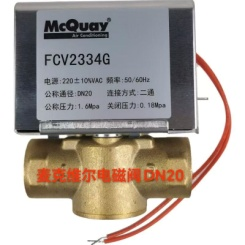 McQuay
Air Conditioning
FCV2334G
电源:220±10%VAC 频率:50/60Hz
公称通径:DN20 连接方式:二通
公称压力:1.6Mpa 关闭压力:0.18Mpa
麦克维尔电磁阀DN20